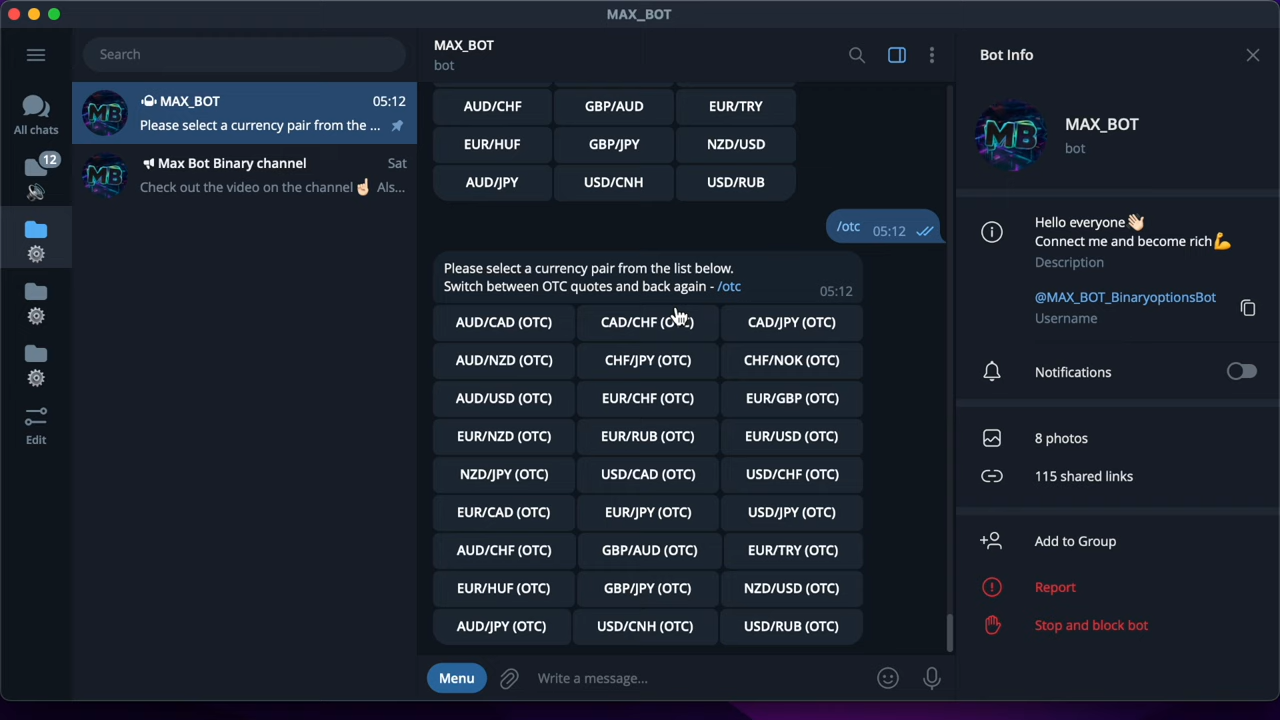 MAX_BOT
Search
All chats
12
Edit
MAX_BOT 05:12
Please select a currency pair from the ...
Max Bot Binary channel Sat
Check out the video on the channel☝🏻 Als...
MAX_BOT
bot
AUD/CHF GBP/AUD EUR/TRY
EUR/HUF GBP/JPY NZD/USD
AUD/JPY USD/CNH USD/RUB
/otc 05:12
Please select a currency pair from the list below.
Switch between OTC quotes and back again - /otc
05:12
AUD/CAD (OTC) CAD/CHF (OTC) CAD/JPY (OTC)
AUD/NZD (OTC) CHF/JPY (OTC) CHF/NOK (OTC)
AUD/USD (OTC) EUR/CHF (OTC) EUR/GBP (OTC)
EUR/NZD (OTC) EUR/RUB (OTC) EUR/USD (OTC)
NZD/JPY (OTC) USD/CAD (OTC) USD/CHF (OTC)
EUR/CAD (OTC) EUR/JPY (OTC) USD/JPY (OTC)
AUD/CHF (OTC) GBP/AUD (OTC) EUR/TRY (OTC)
EUR/HUF (OTC) GBP/JPY (OTC) NZD/USD (OTC)
AUD/JPY (OTC) USD/CNH (OTC) USD/RUB (OTC)
Menu Write a message...
Bot Info
MB
MAX_BOT
bot
Hello everyone👋🏻
Connect me and become rich💪
Description
@MAX_BOT_BinaryoptionsBot
Username
Notifications
8 photos
115 shared links
Add to Group
Report
Stop and block bot